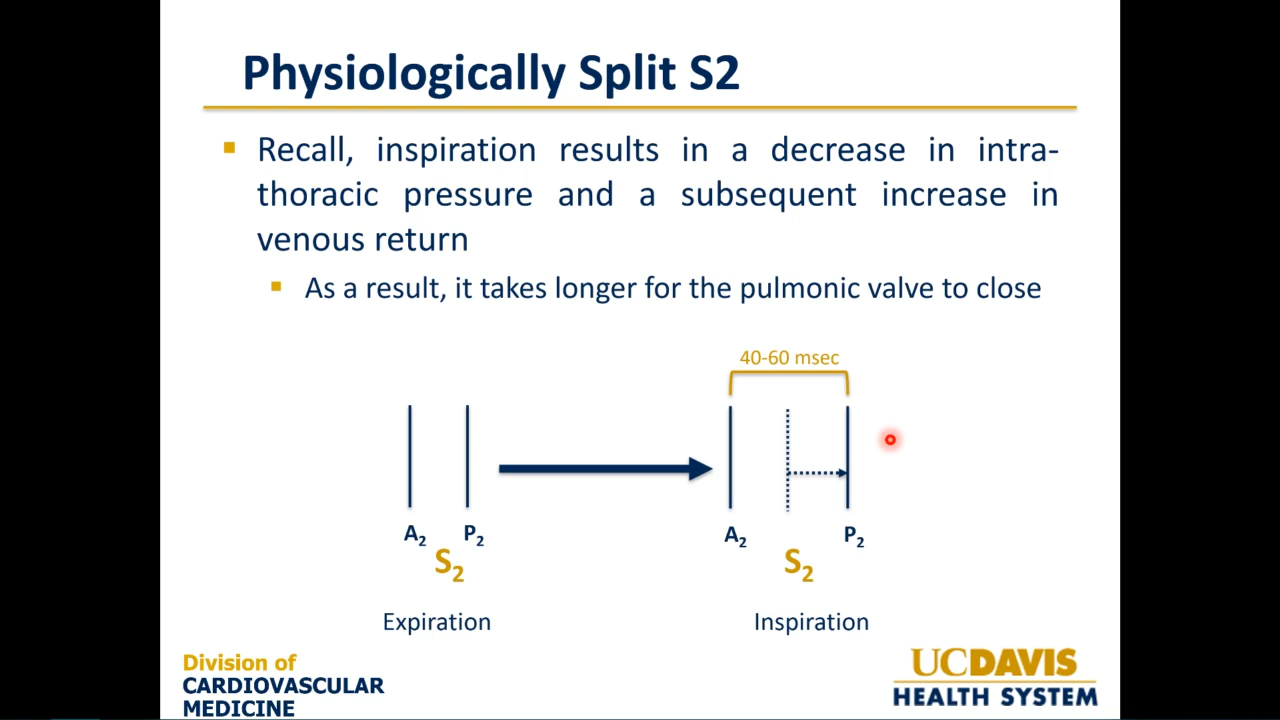 Physiologically Split S2
Recall, inspiration results in a decrease in intra-
thoracic pressure and a subsequent increase in
venous return
As a result, it takes longer for the pulmonic valve to close
40-60 msec
A2 P2 A2 P2
S2 S2
Expiration Inspiration
Division of
CARDIOVASCULAR
MEDICINE
UCDAVIS
HEALTH SYSTEM